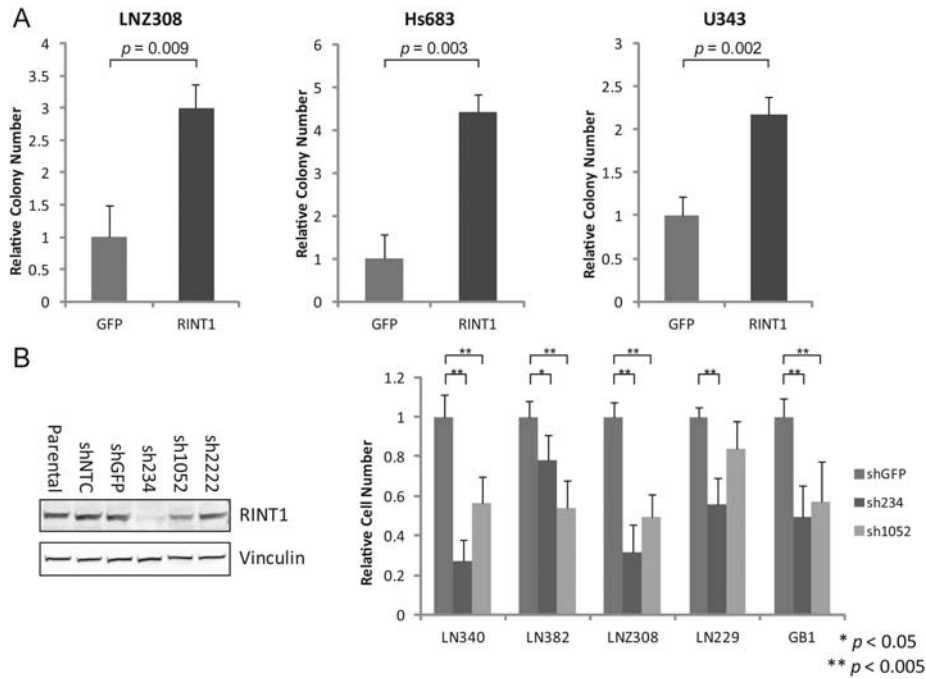 A
LNZ308
Hs683
U343
p = 0.009
p = 0.003
p = 0.002
Relative Colony Number
4
3.5
3
2.5
2
1.5
1
0.5
0
GFP
RINT1
Relative Colony Number
6
5
4
3
2
1
0
GFP
RINT1
Relative Colony Number
3
2.5
2
1.5
1
0.5
0
GFP
RINT1
B
Parental
shNTC
shGFP
sh234
sh1052
sh2222
RINT1
Vinculin
Relative Cell Number
1.2
1
0.8
0.6
0.4
0.2
0
** **
** *
** **
**
** **
LN340
LN382
LNZ308
LN229
GB1
shGFP
sh234
sh1052
* p < 0.05
** p < 0.005